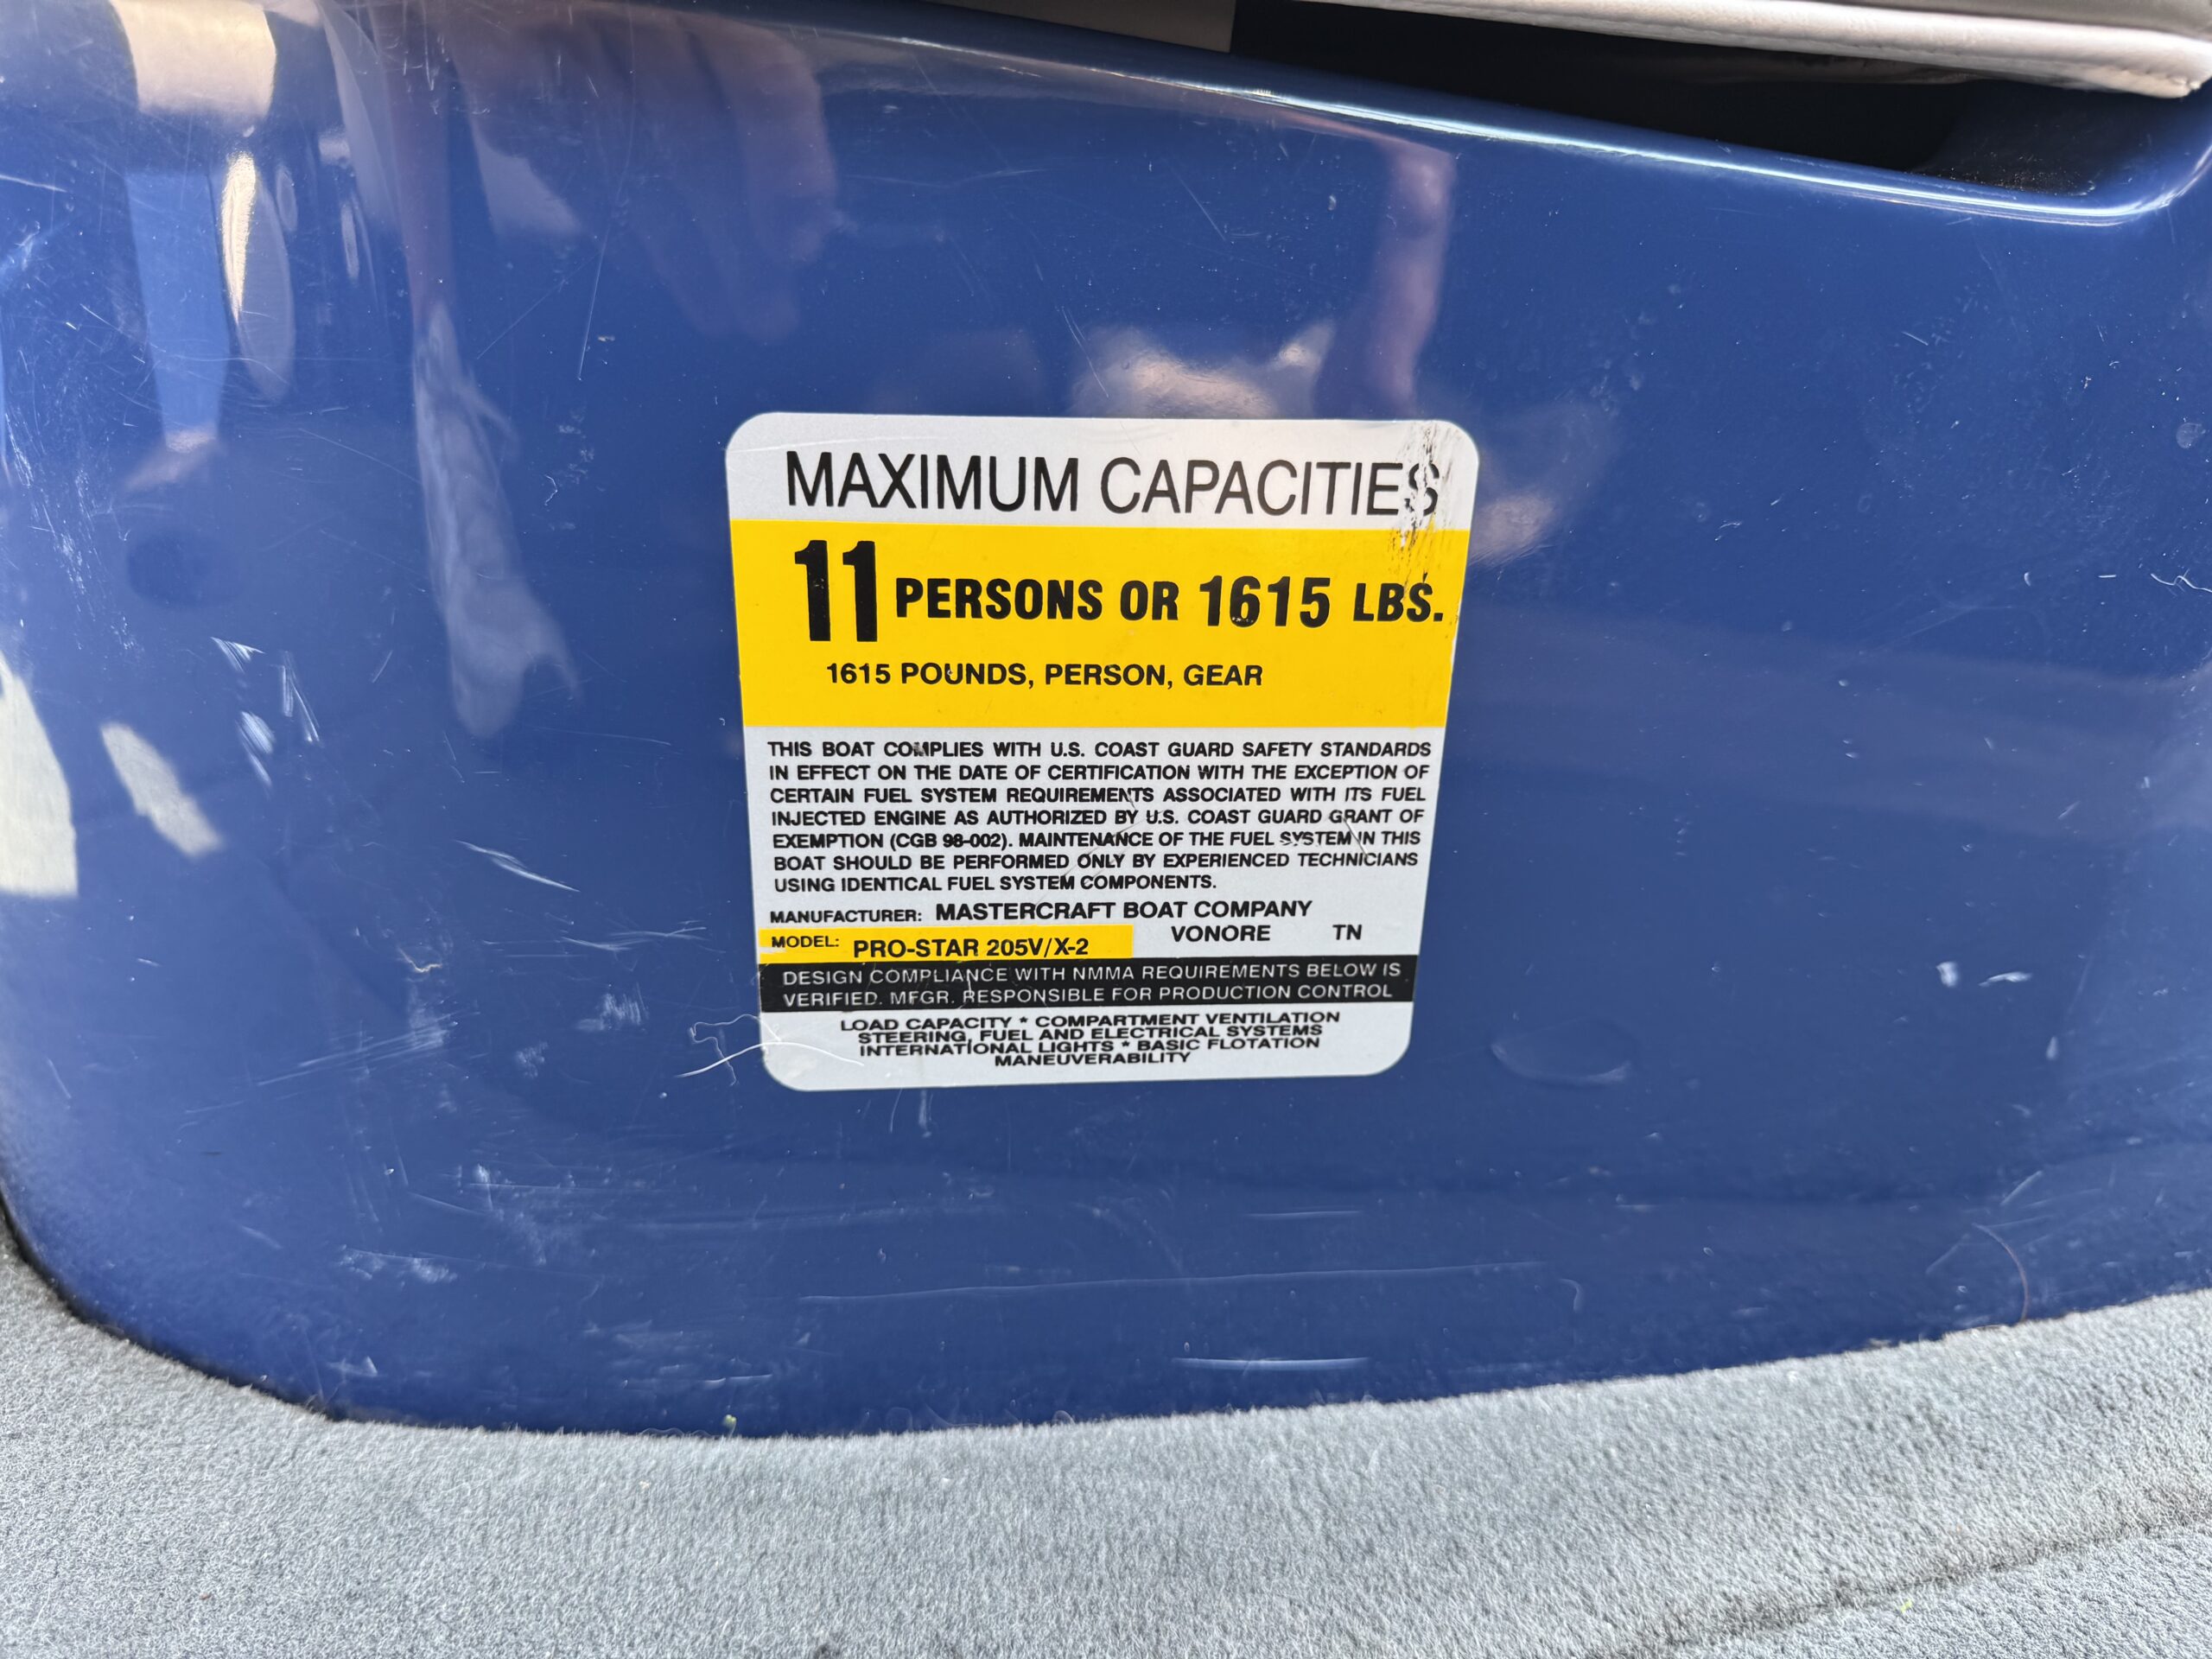 MAXIMUM CAPACITIES
11 PERSONS OR 1615 LBS.
1615 POUNDS, PERSON, GEAR
THIS BOAT COMPLIES WITH U.S. COAST GUARD SAFETY STANDARDS
IN EFFECT ON THE DATE OF CERTIFICATION WITH THE EXCEPTION OF
CERTAIN FUEL SYSTEM REQUIREMENTS ASSOCIATED WITH ITS FUEL
INJECTED ENGINE AS AUTHORIZED BY U.S. COAST GUARD GRANT OF
EXEMPTION (CGB 98-002). MAINTENANCE OF THE FUEL SYSTEM IN THIS
BOAT SHOULD BE PERFORMED ONLY BY EXPERIENCED TECHNICIANS
USING IDENTICAL FUEL SYSTEM COMPONENTS.
MANUFACTURER: MASTERCRAFT BOAT COMPANY
VONORE TN
MODEL: PRO-STAR 205V/X-2
DESIGN COMPLIANCE WITH NMMA REQUIREMENTS BELOW IS
VERIFIED. MFGR. RESPONSIBLE FOR PRODUCTION CONTROL
LOAD CAPACITY * COMPARTMENT VENTILATION
STEERING, FUEL AND ELECTRICAL SYSTEMS
INTERNATIONAL LIGHTS * BASIC FLOTATION
MANEUVERABILITY